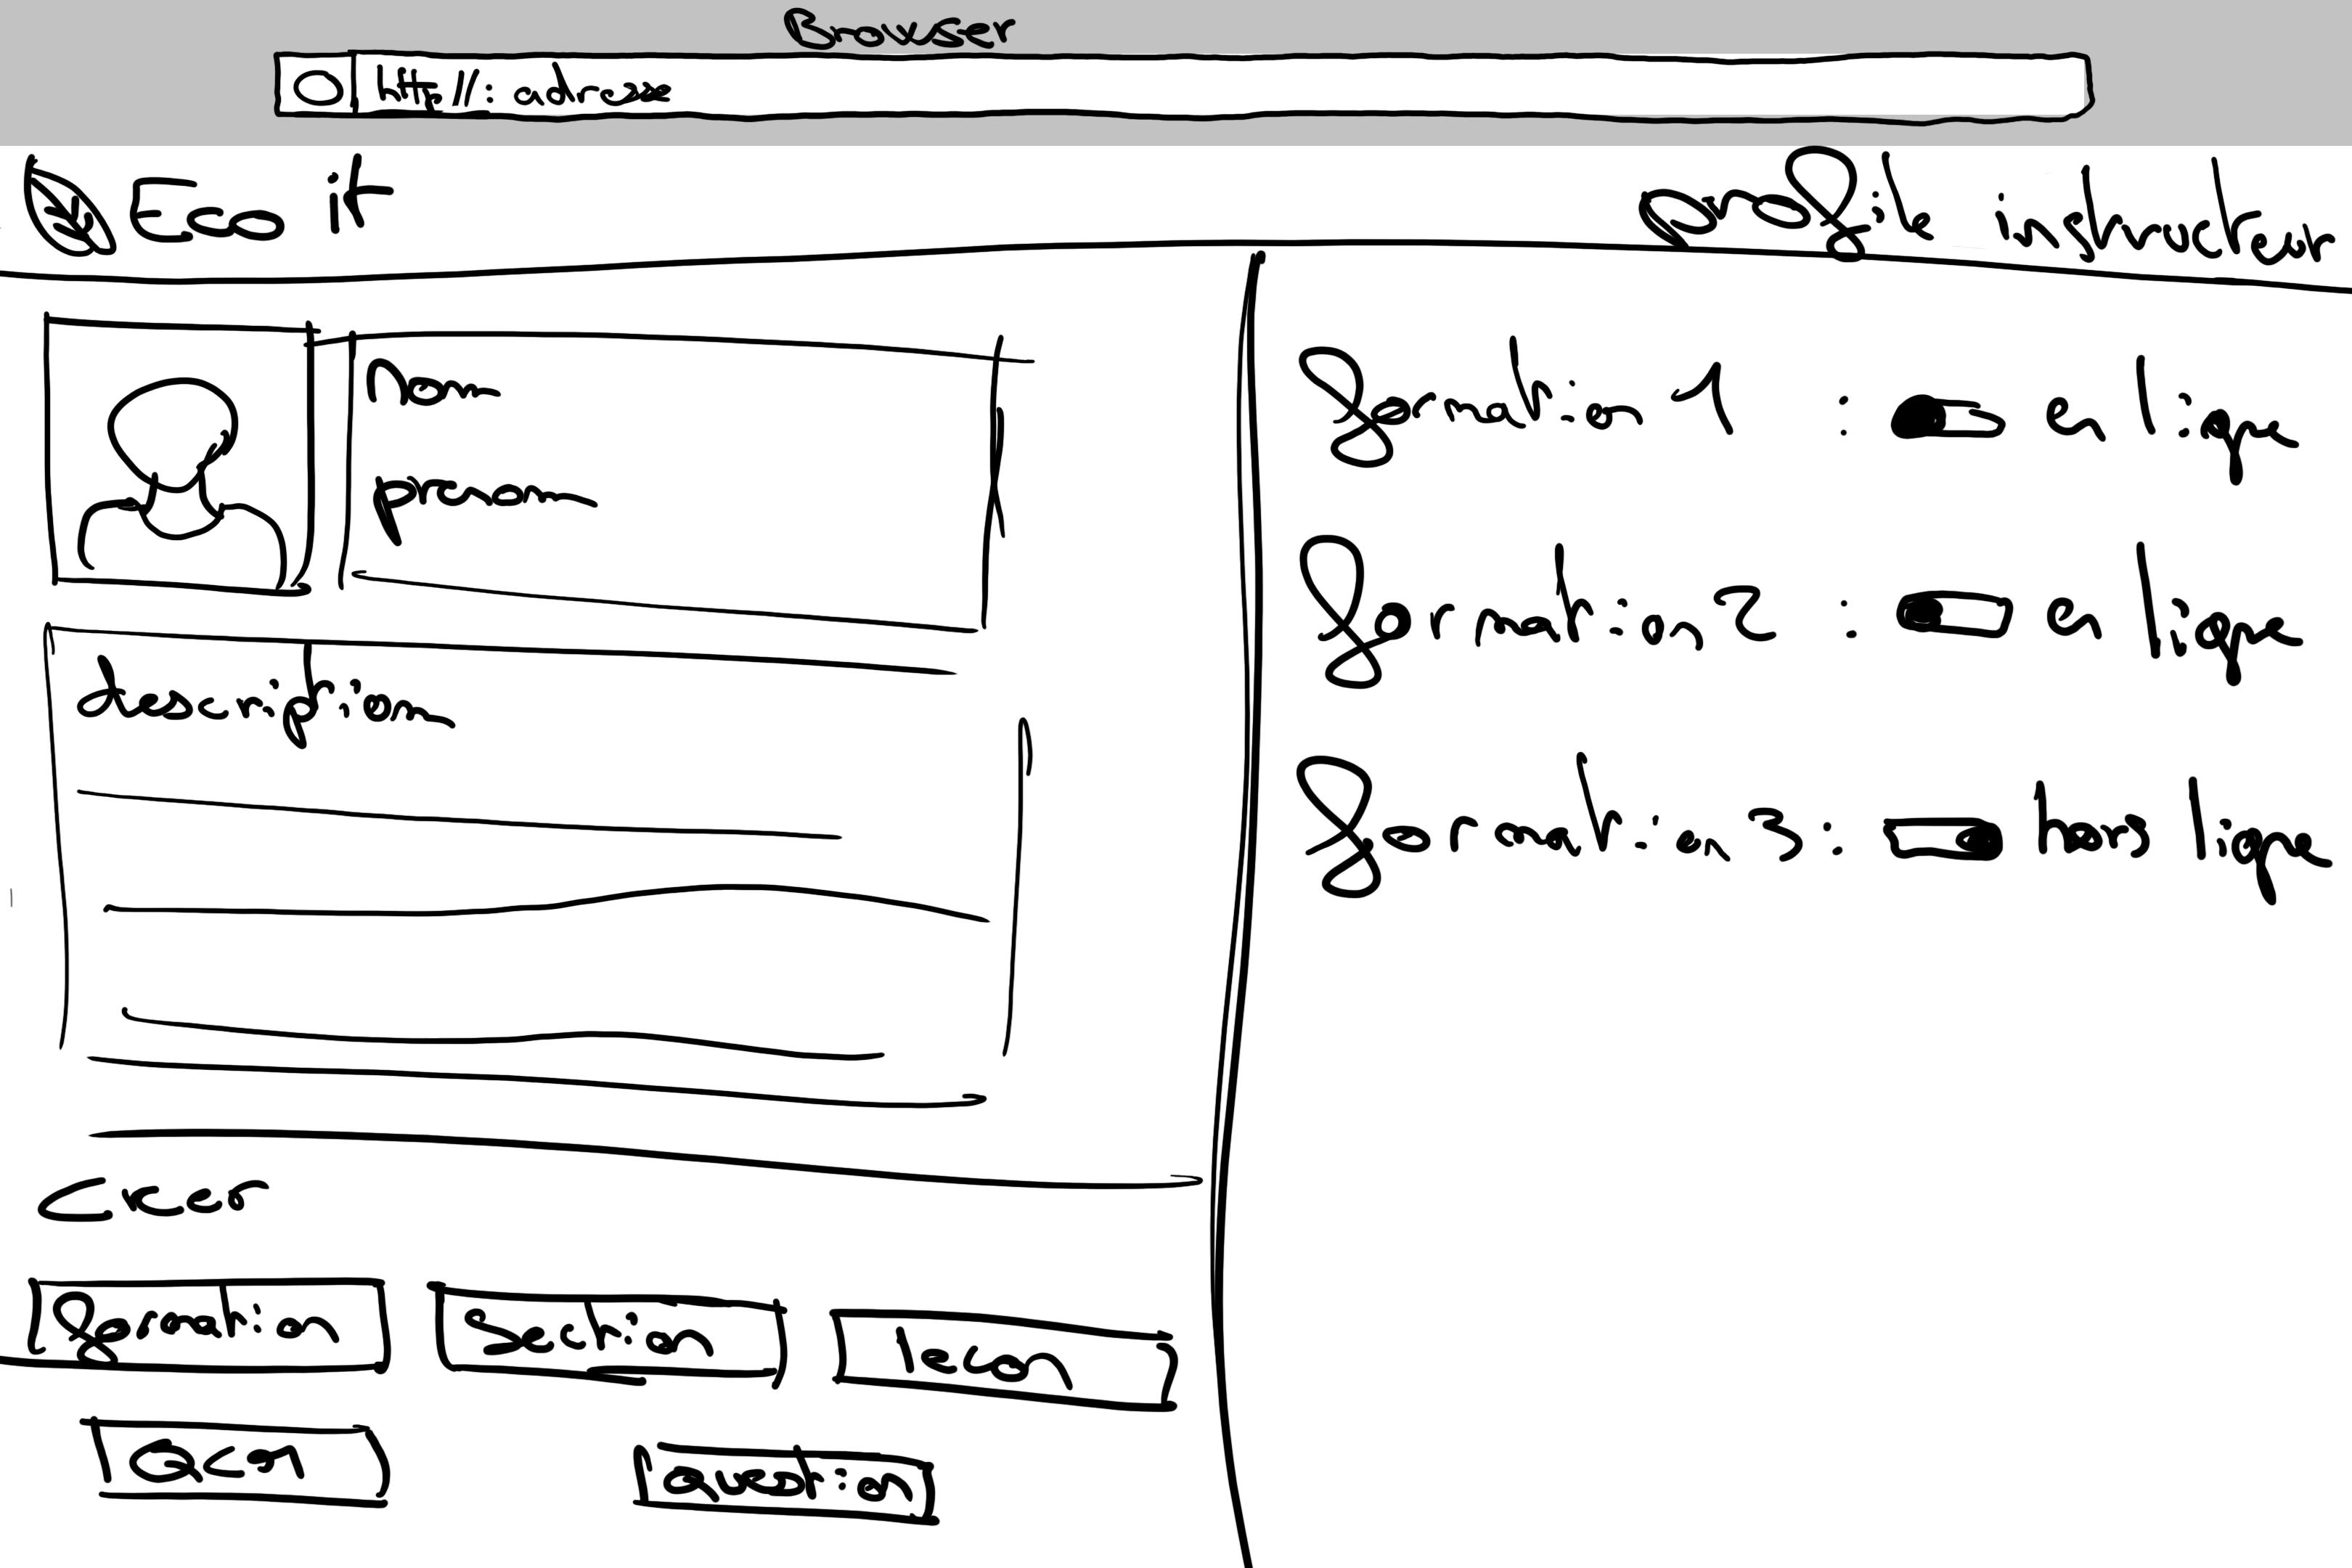 Browser
http//: adresse
Eco it
profile instructeur
Nom
prenom
description
Creer
formation
Section
lecon
QCM
question
formation 1 : en ligne
formation 2 : en ligne
formation 3 : hors ligne